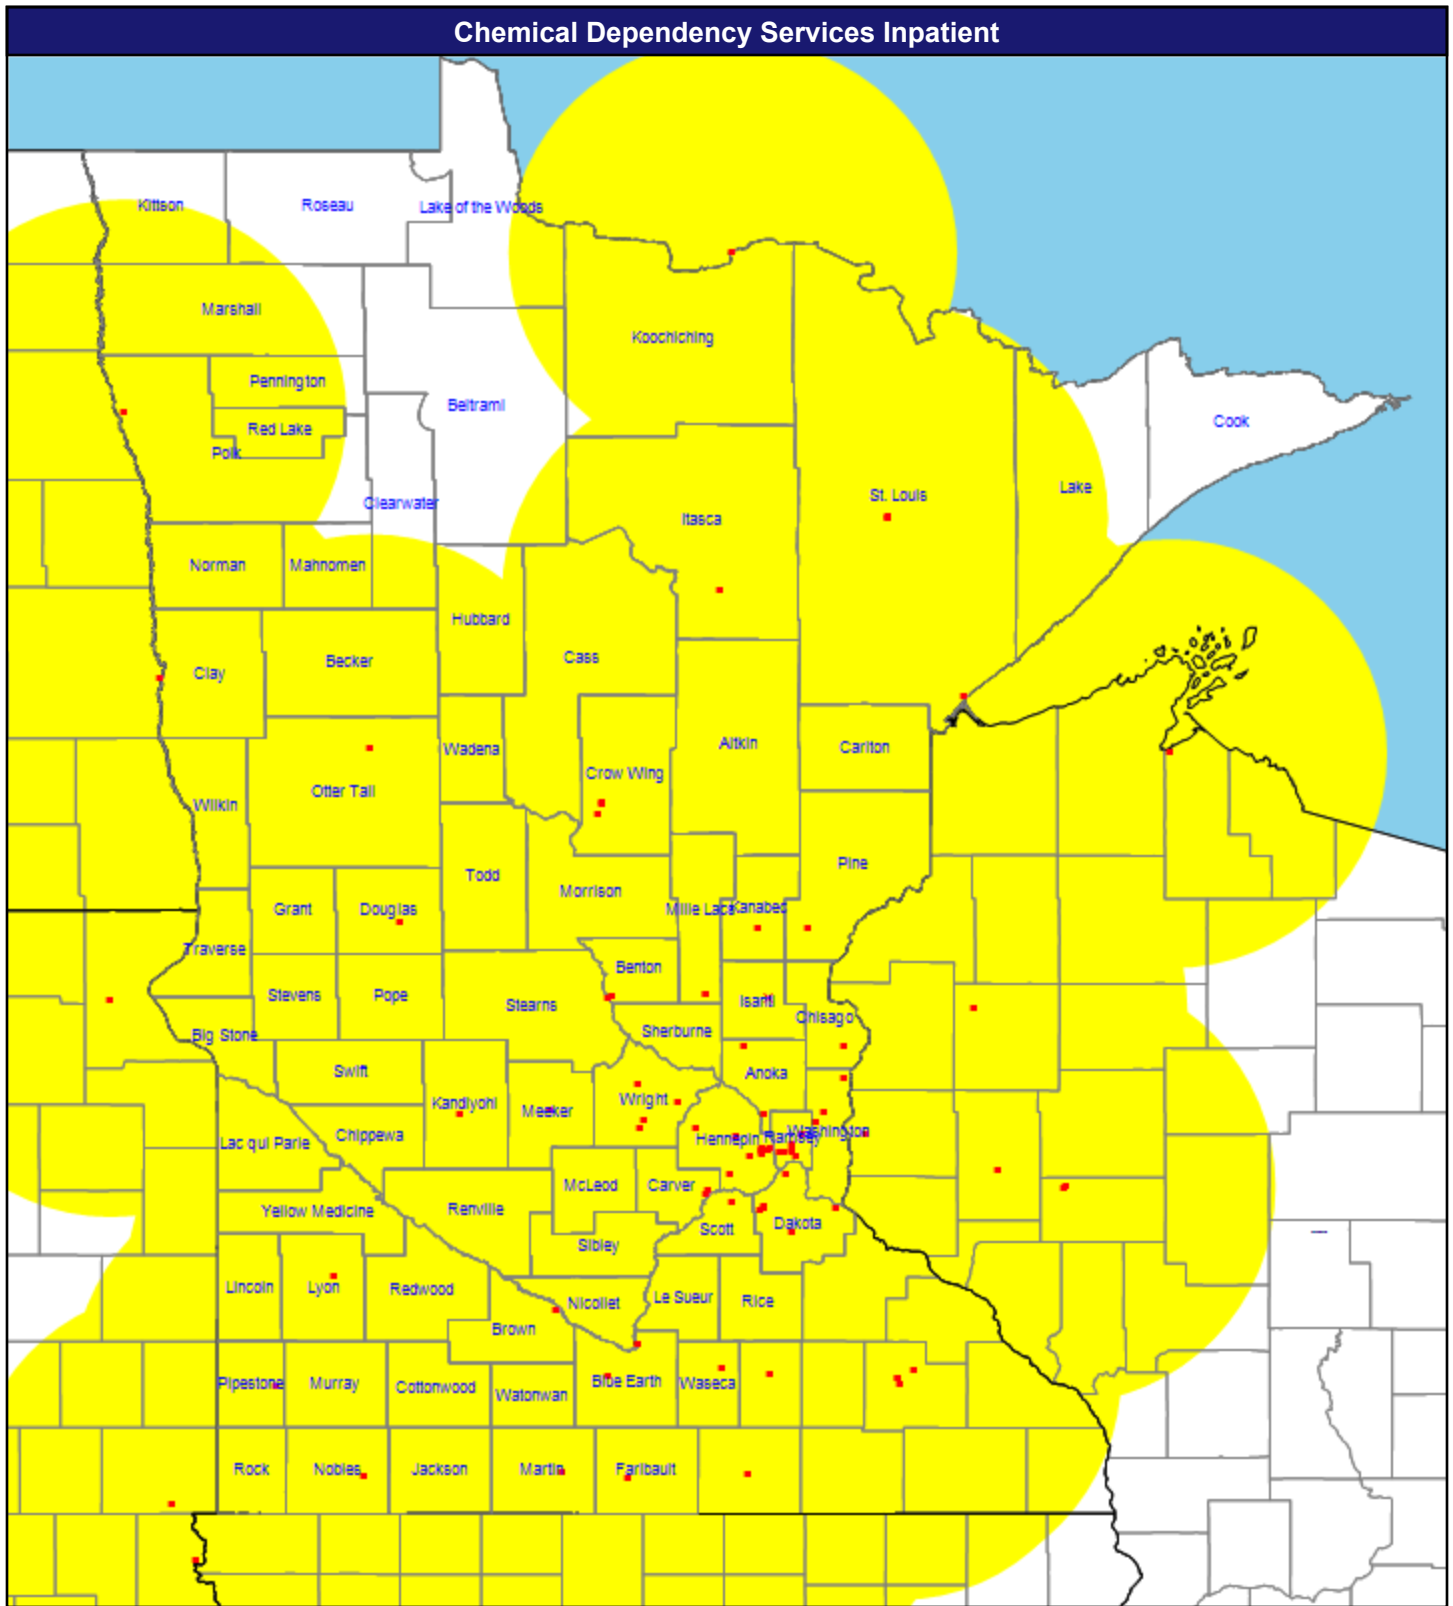 Chemical Dependency Services Inpatient
Kittson
Roseau
Lake of the Woods
Marshall
Koochiching
Pennington
Beltrami
Cook
Red Lake
Polk
Clearwater
St. Louis
Lake
Itasca
Norman
Mahnomen
Hubbard
Cass
Becker
Clay
Aitkin
Carlton
Wadena
Crow Wing
Otter Tail
Wilkin
Pine
Todd
Morrison
Grant
Douglas
Mille Lacs
Kanabec
Traverse
Benton
Stevens
Pope
Stearns
Isanti
Chisago
Big Stone
Sherburne
Swift
Anoka
Kandiyohi
Meeker
Wright
Lac qui Parle
Chippewa
Hennepin
Ramsey
Washington
McLeod
Carver
Yellow Medicine
Renville
Scott
Dakota
Sibley
Lincoln
Lyon
Redwood
Nicollet
Le Sueur
Rice
Brown
Pipestone
Murray
Cottonwood
Watonwan
Blue Earth
Waseca
Rock
Nobles
Jackson
Martin
Faribault